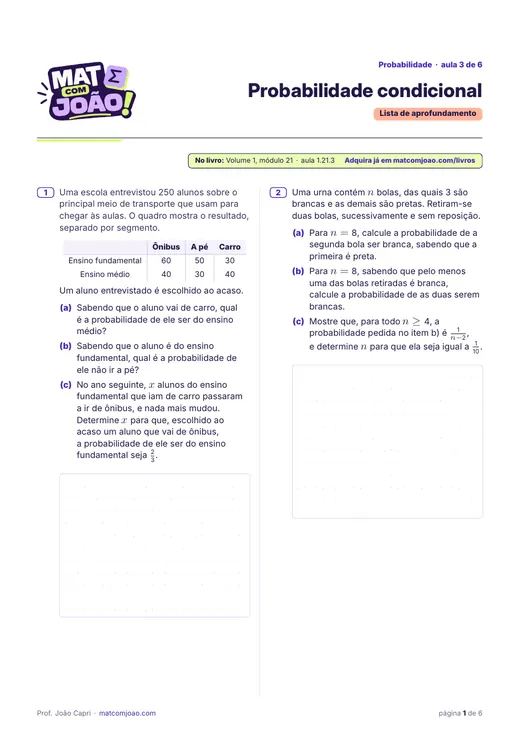 MAT Σ
COM
JOÃO!
Probabilidade · aula 3 de 6
Probabilidade condicional
Lista de aprofundamento
No livro: Volume 1, módulo 21 · aula 1.21.3 Adquira já em matcomjoao.com/livros
1 Uma escola entrevistou 250 alunos sobre o
principal meio de transporte que usam para
chegar às aulas. O quadro mostra o resultado,
separado por segmento.
Ônibus A pé Carro
Ensino fundamental 60 50 30
Ensino médio 40 30 40
Um aluno entrevistado é escolhido ao acaso.
(a) Sabendo que o aluno vai de carro, qual
é a probabilidade de ele ser do ensino
médio?
(b) Sabendo que o aluno é do ensino
fundamental, qual é a probabilidade de
ele não ir a pé?
(c) No ano seguinte, x alunos do ensino
fundamental que iam de carro passaram
a ir de ônibus, e nada mais mudou.
Determine x para que, escolhido ao
acaso um aluno que vai de ônibus,
a probabilidade de ele ser do ensino
fundamental seja 2/3.
2 Uma urna contém n bolas, das quais 3 são
brancas e as demais são pretas. Retiram-se
duas bolas, sucessivamente e sem reposição.
(a) Para n = 8, calcule a probabilidade de a
segunda bola ser branca, sabendo que a
primeira é preta.
(b) Para n = 8, sabendo que pelo menos
uma das bolas retiradas é branca,
calcule a probabilidade de as duas serem
brancas.
(c) Mostre que, para todo n ≥ 4, a
probabilidade pedida no item b) é 1/(n−2),
e determine n para que ela seja igual a 1/10.
Prof. João Capri · matcomjoao.com
página 1 de 6